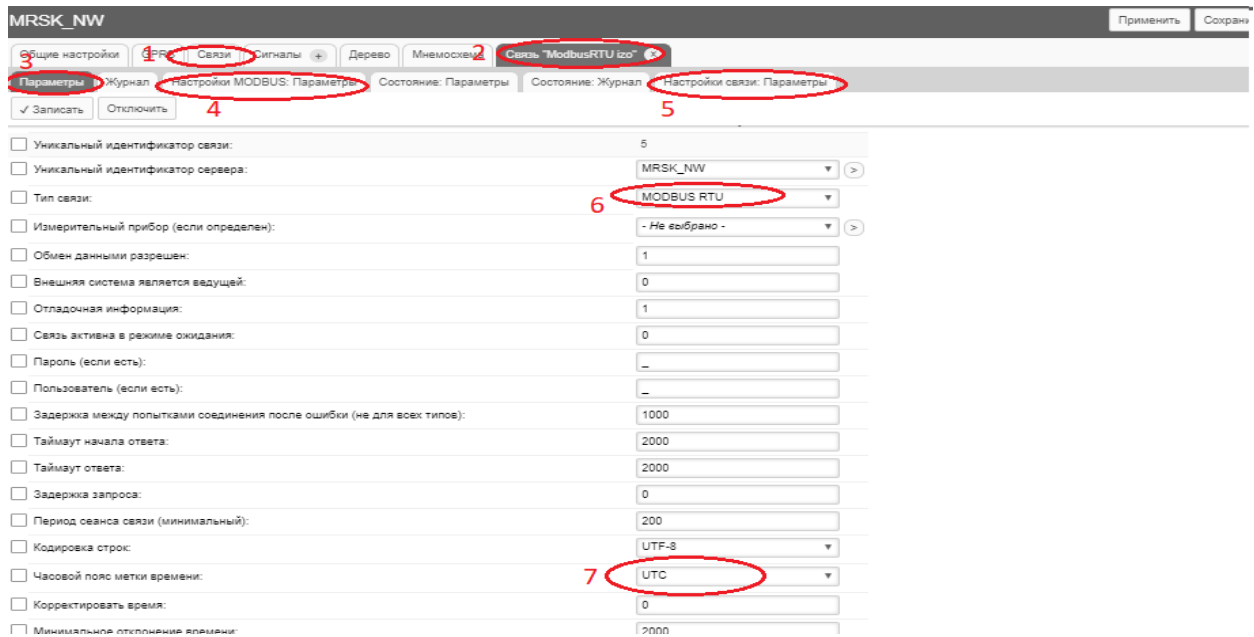 MRSK_NW Применить Сохрани
Общие настройки GPRS 1 Связи Сигналы + Дерево Мнемосхема 2 Связь "ModbusRTU izo" x
3
Параметры Журнал Настройки MODBUS: Параметры Состояние: Параметры Состояние: Журнал Настройки связи: Параметры
✓ Записать Отключить 4 5
Уникальный идентификатор связи: 5
Уникальный идентификатор сервера: MRSK_NW ▼ >
Тип связи: 6 MODBUS RTU ▼
Измерительный прибор (если определен): - Не выбрано - ▼ >
Обмен данными разрешен: 1
Внешняя система является ведущей: 0
Отладочная информация: 1
Связь активна в режиме ожидания: 0
Пароль (если есть): _
Пользователь (если есть): _
Задержка между попытками соединения после ошибки (не для всех типов): 1000
Таймаут начала ответа: 2000
Таймаут ответа: 2000
Задержка запроса: 0
Период сеанса связи (минимальный): 200
Кодировка строк: UTF-8 ▼
Часовой пояс метки времени: 7 UTC ▼
Корректировать время: 0
Минимальное отклонение времени: 2000